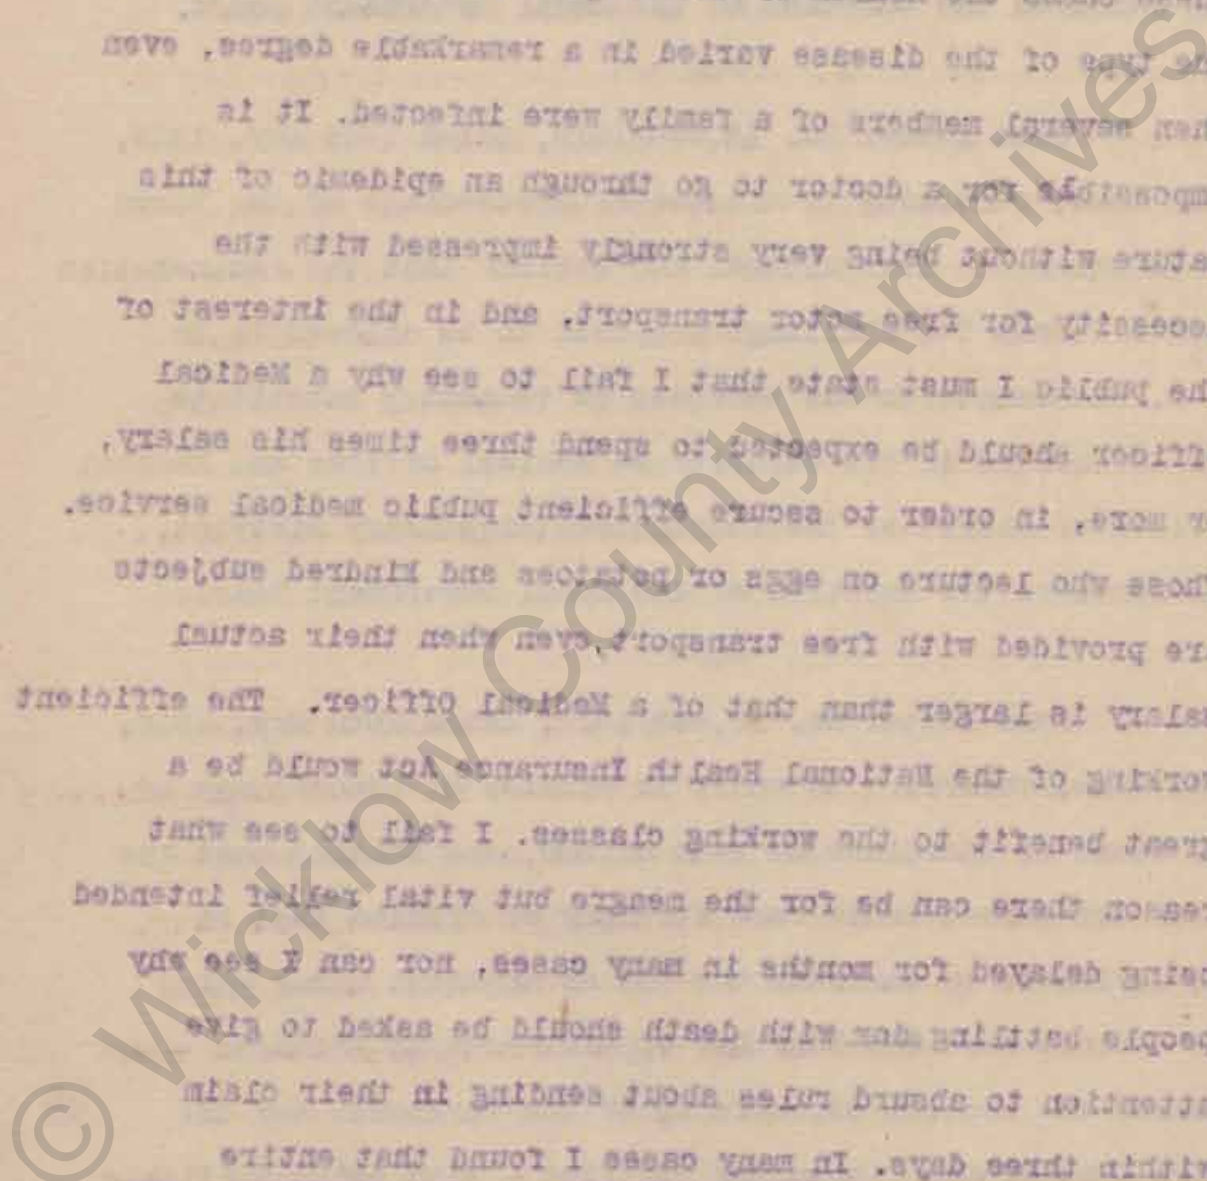 he type of the disease varied in a remarkable degree, even
hen several members of a family were infected. It is
mpossible for a doctor to go through an epidemic of this
ature without being very strongly impressed with the
ecessity for free motor transport, and in the interest of
he public I must state that I fail to see why a Medical
fficer should be expected to spend three times his salary,
r more, in order to secure efficient public medical service.
Those who lecture on eggs or potatoes and kindred subjects
are provided with free transport, even when their actual
salary is larger than that of a Medical Officer. The efficient
working of the National Health Insurance Act would be a
great benefit to the working classes. I fail to see what
reason there can be for the meagre but vital relief intended
being delayed for months in many cases, nor can I see why
people battling with death should be asked to give
attention to absurd rules about sending in their claim
within three days. In many cases I found that entire
© Wicklow County Archives